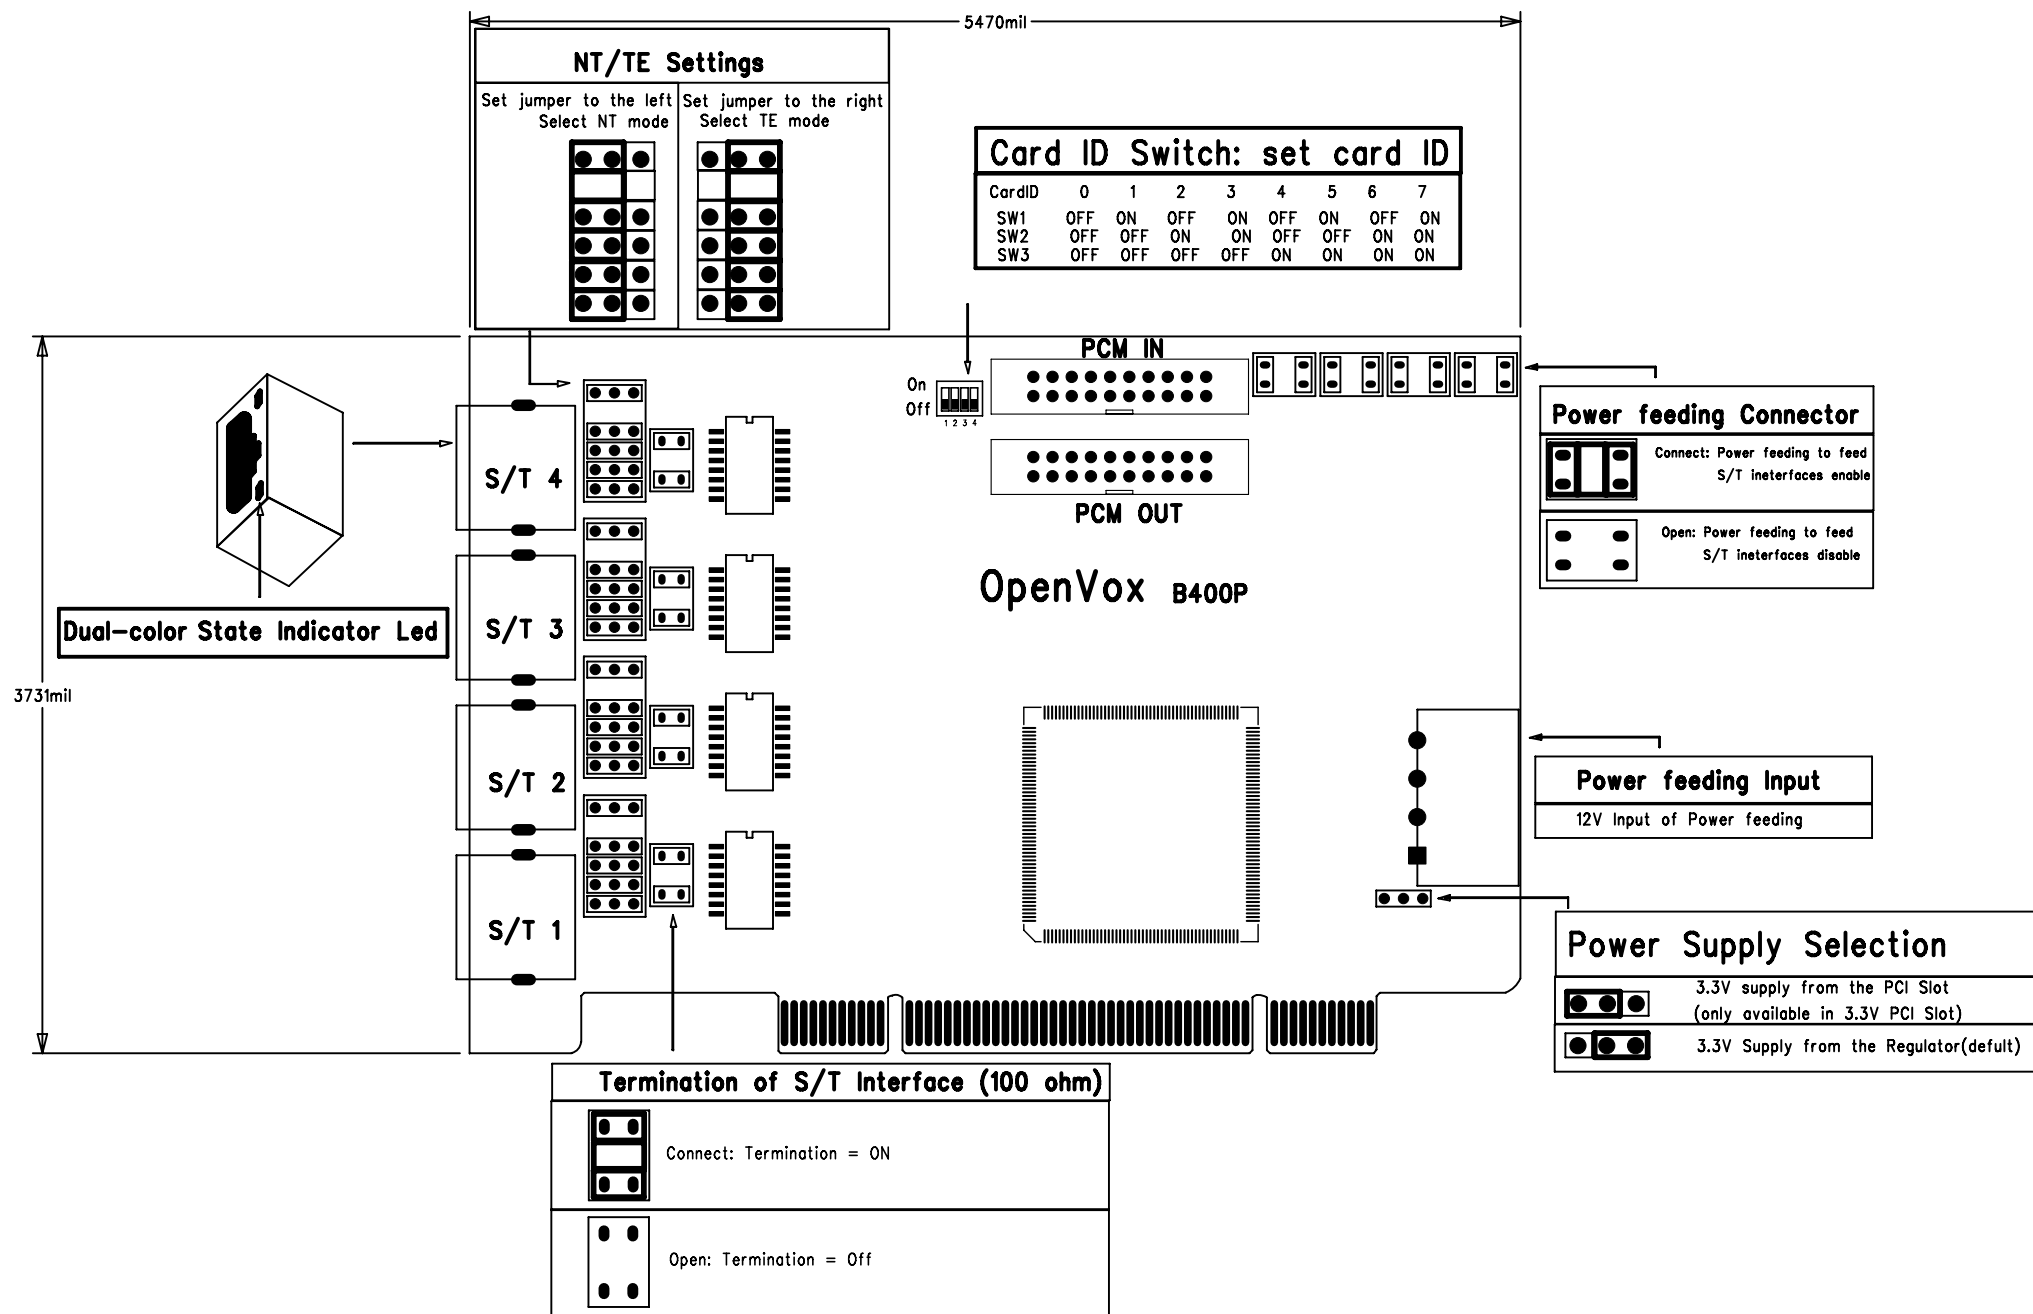 5470mil
NT/TE Settings
Set jumper to the left
Select NT mode
Set jumper to the right
Select TE mode
Card ID Switch: set card ID
CardID 0 1 2 3 4 5 6 7
SW1 OFF ON OFF ON OFF ON OFF ON
SW2 OFF OFF ON ON OFF OFF ON ON
SW3 OFF OFF OFF OFF ON ON ON ON
PCM IN
On
Off
1 2 3 4
PCM OUT
Power feeding Connector
Connect: Power feeding to feed
S/T ineterfaces enable
Open: Power feeding to feed
S/T ineterfaces disable
S/T 4
OpenVox B400P
Dual-color State Indicator Led
S/T 3
3731mil
S/T 2
Power feeding Input
12V Input of Power feeding
S/T 1
Power Supply Selection
3.3V supply from the PCI Slot
(only available in 3.3V PCI Slot)
3.3V Supply from the Regulator(defult)
Termination of S/T Interface (100 ohm)
Connect: Termination = ON
Open: Termination = Off